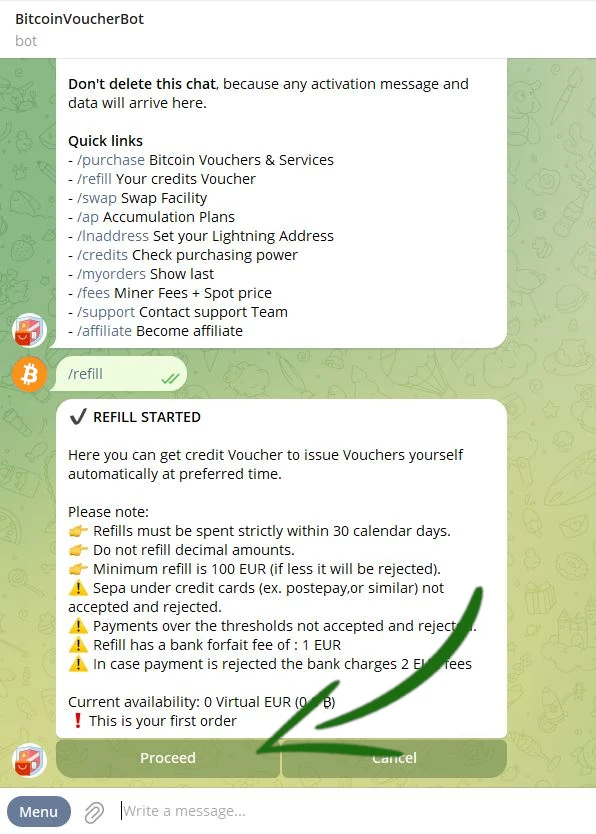 BitcoinVoucherBot
bot
Don't delete this chat, because any activation message and
data will arrive here.
Quick links
- /purchase Bitcoin Vouchers & Services
- /refill Your credits Voucher
- /swap Swap Facility
- /ap Accumulation Plans
- /lnaddress Set your Lightning Address
- /credits Check purchasing power
- /myorders Show last
- /fees Miner Fees + Spot price
- /support Contact support Team
- /affiliate Become affiliate
/refill
✔ REFILL STARTED
Here you can get credit Voucher to issue Vouchers yourself
automatically at preferred time.
Please note:
👉 Refills must be spent strictly within 30 calendar days.
👉 Do not refill decimal amounts.
👉 Minimum refill is 100 EUR (if less it will be rejected).
⚠️ Sepa under credit cards (ex. postepay,or similar) not
accepted and rejected.
⚠️ Payments over the thresholds not accepted and rejected.
⚠️ Refill has a bank forfait fee of : 1 EUR
⚠️ In case payment is rejected the bank charges 2 EUR fees
Current availability: 0 Virtual EUR
❗ This is your first order
Proceed
Cancel
Menu
Write a message...